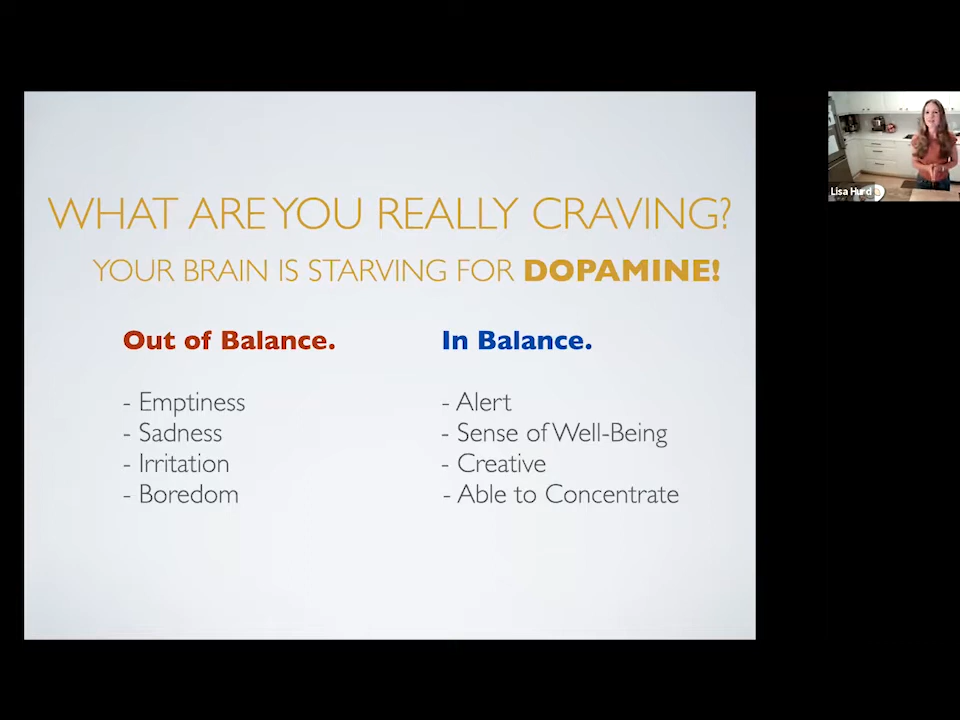 WHAT ARE YOU REALLY CRAVING?
YOUR BRAIN IS STARVING FOR DOPAMINE!
Out of Balance.
- Emptiness
- Sadness
- Irritation
- Boredom
In Balance.
- Alert
- Sense of Well-Being
- Creative
- Able to Concentrate
Lisa Hurd